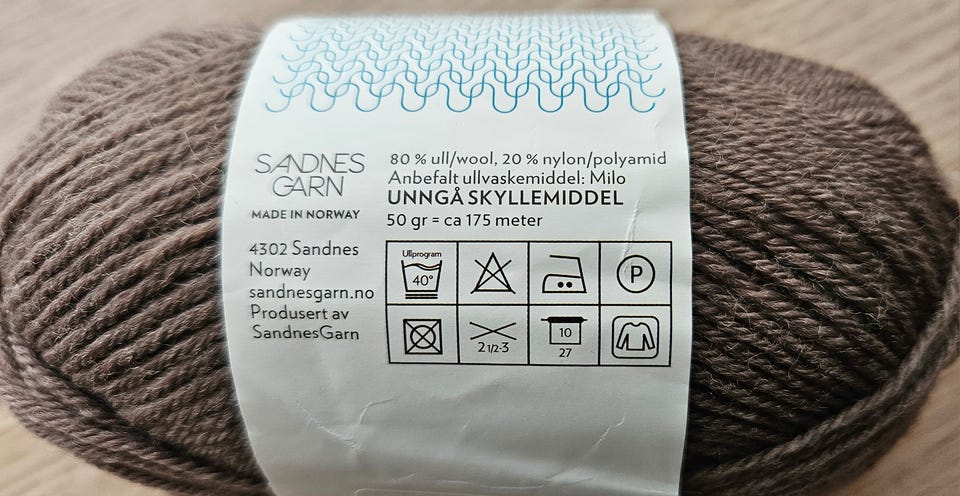 SANDNES
GARN
MADE IN NORWAY
4302 Sandnes
Norway
sandnesgarn.no
Produsert av
SandnesGarn
80 % ull/wool, 20 % nylon/polyamid
Anbefalt ullvaskemiddel: Milo
UNNGÅ SKYLLEMIDDEL
50 gr = ca 175 meter
Ullprogram
40°
P
2 1/2-3
10
27